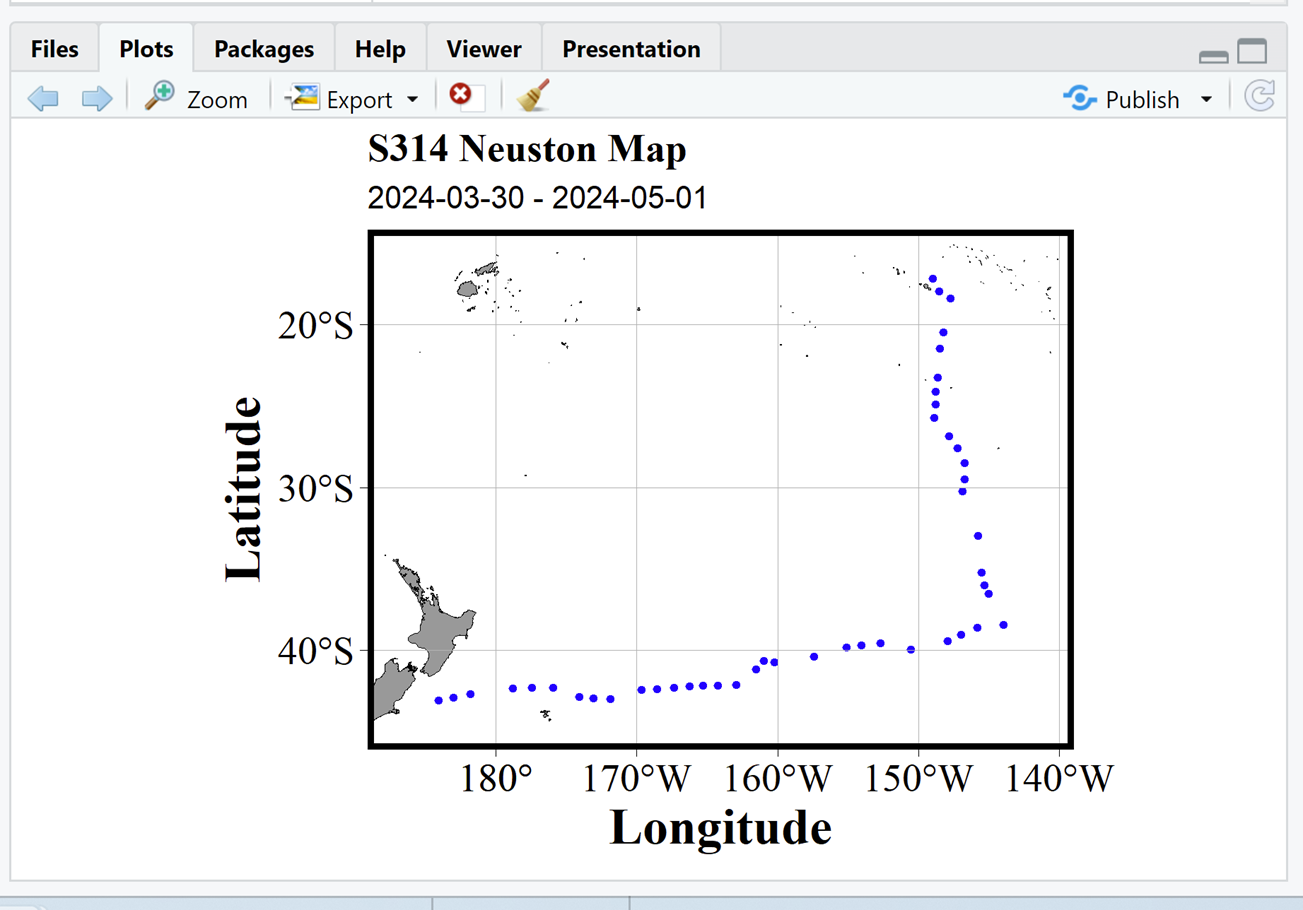 Files Plots Packages Help Viewer Presentation
Zoom Export Publish
S314 Neuston Map
2024-03-30 - 2024-05-01
20°S
30°S
40°S
Latitude
180° 170°W 160°W 150°W 140°W
Longitude